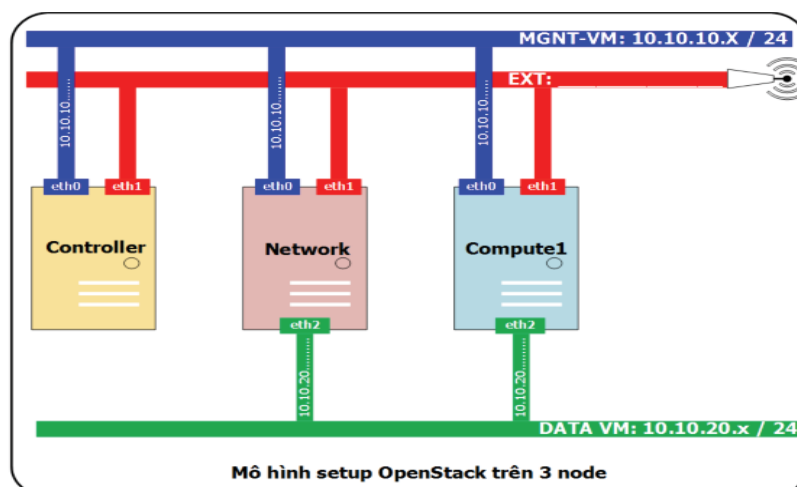 MGNT-VM: 10.10.10.X / 24
EXT:
10.10.10.......
10.10.10.......
10.10.10.......
eth0
eth1
eth0
eth1
eth0
eth1
Controller
Network
Compute1
eth2
eth2
10.10.20.......
10.10.20.......
DATA VM: 10.10.20.x / 24
Mô hình setup OpenStack trên 3 node